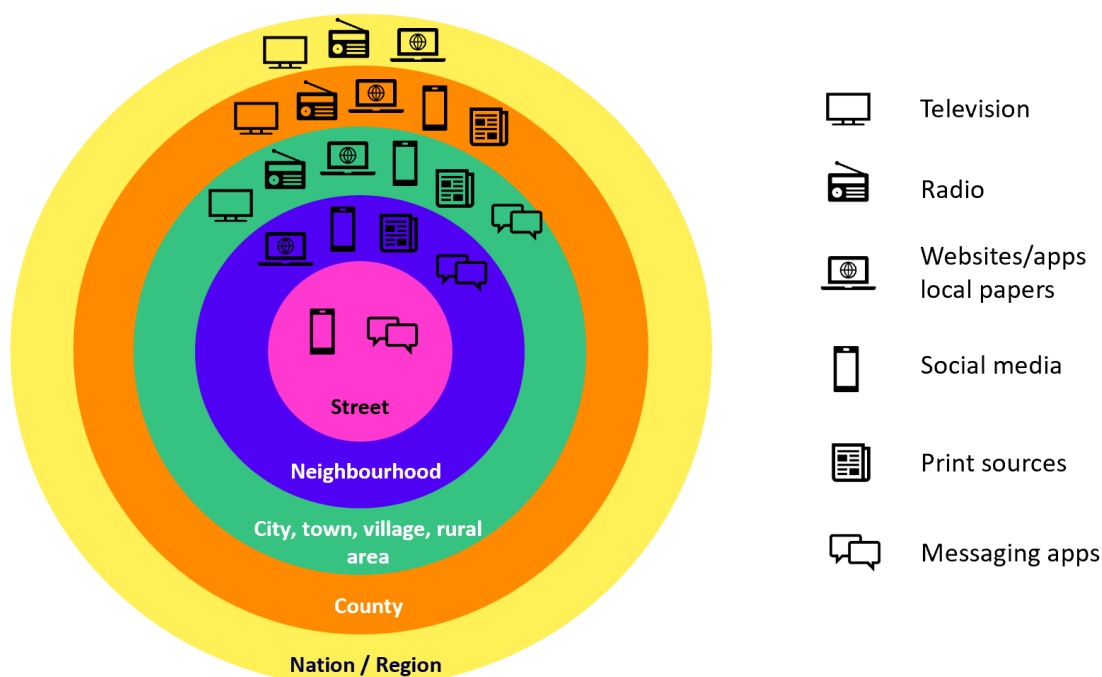 Street
Neighbourhood
City, town, village, rural
area
County
Nation / Region
Television
Radio
Websites/apps
local papers
Social media
Print sources
Messaging apps